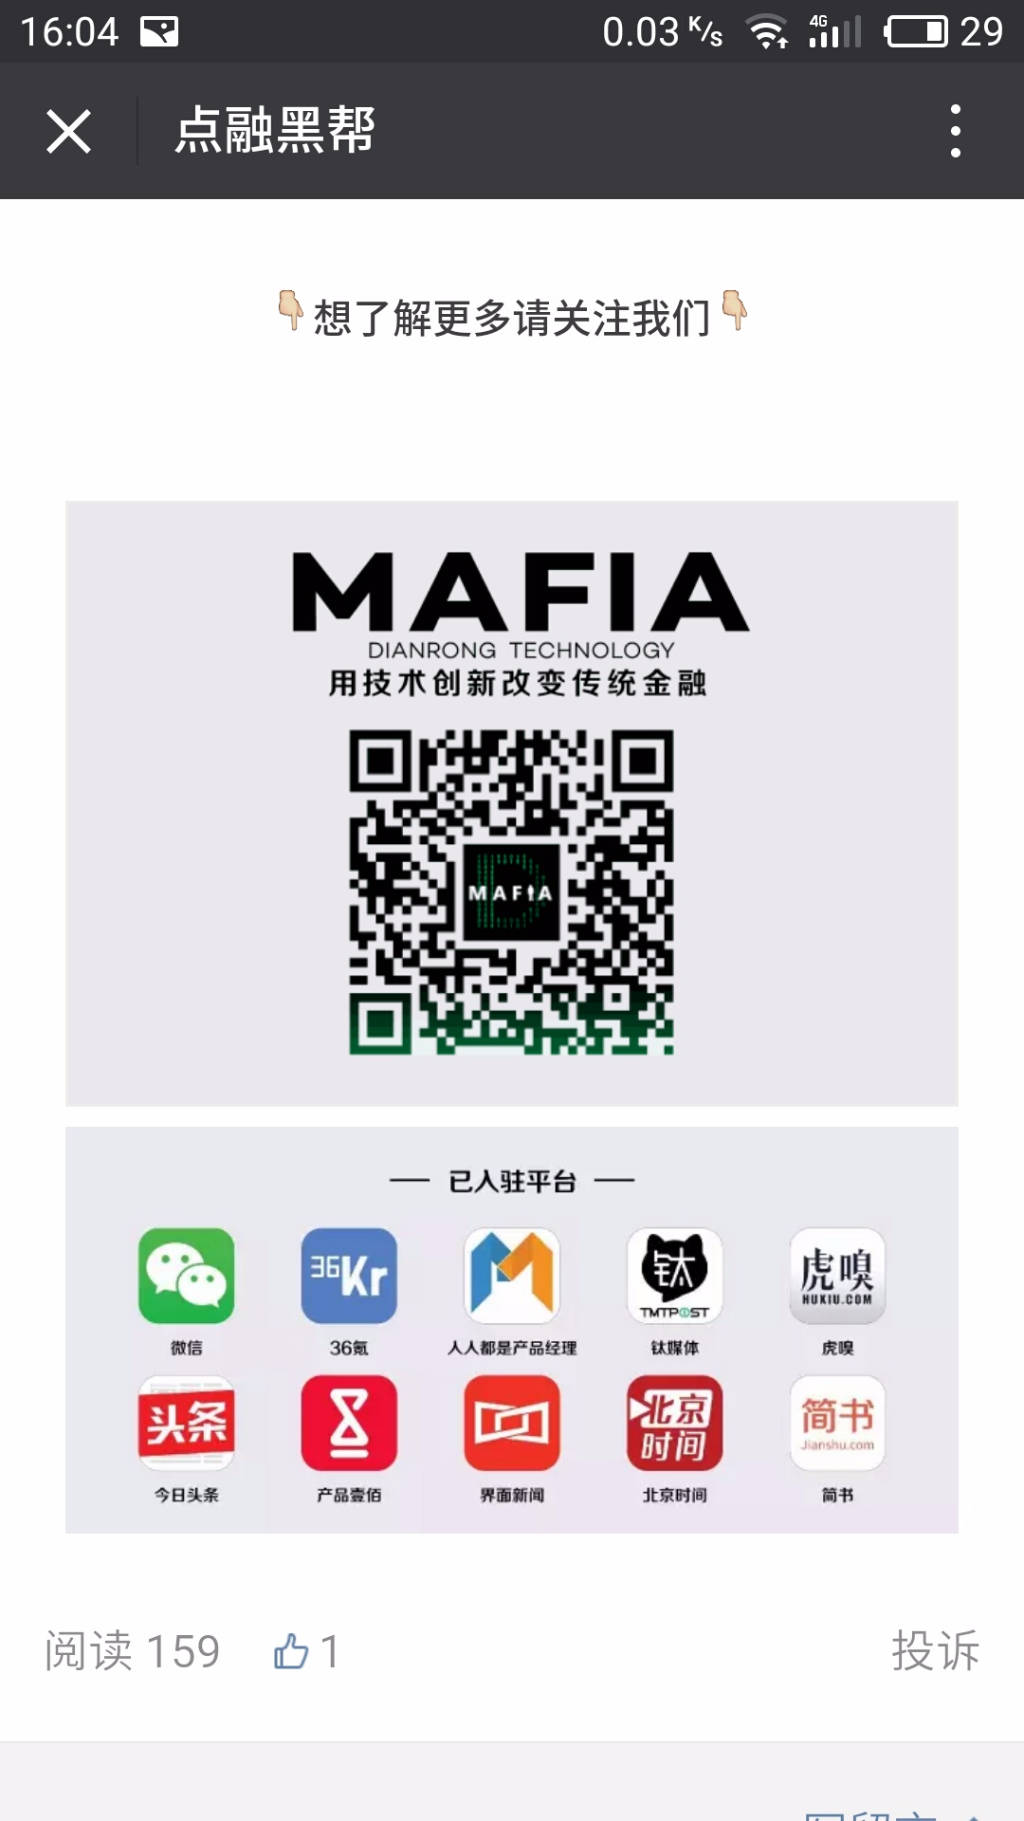 16:04
0.03 K/s 4G 29
点融黑帮
👇想了解更多请关注我们👇
MAFIA
DIANRONG TECHNOLOGY
用技术创新改变传统金融
MAFIA
已入驻平台
36Kr 钛 TMTPOST 虎嗅 HUXIU.COM
微信 36氪 人人都是产品经理 钛媒体 虎嗅
头条 北京时间 简书 Jianshu.com
今日头条 产品壹佰 界面新闻 北京时间 简书
阅读 159 1 投诉
写留言